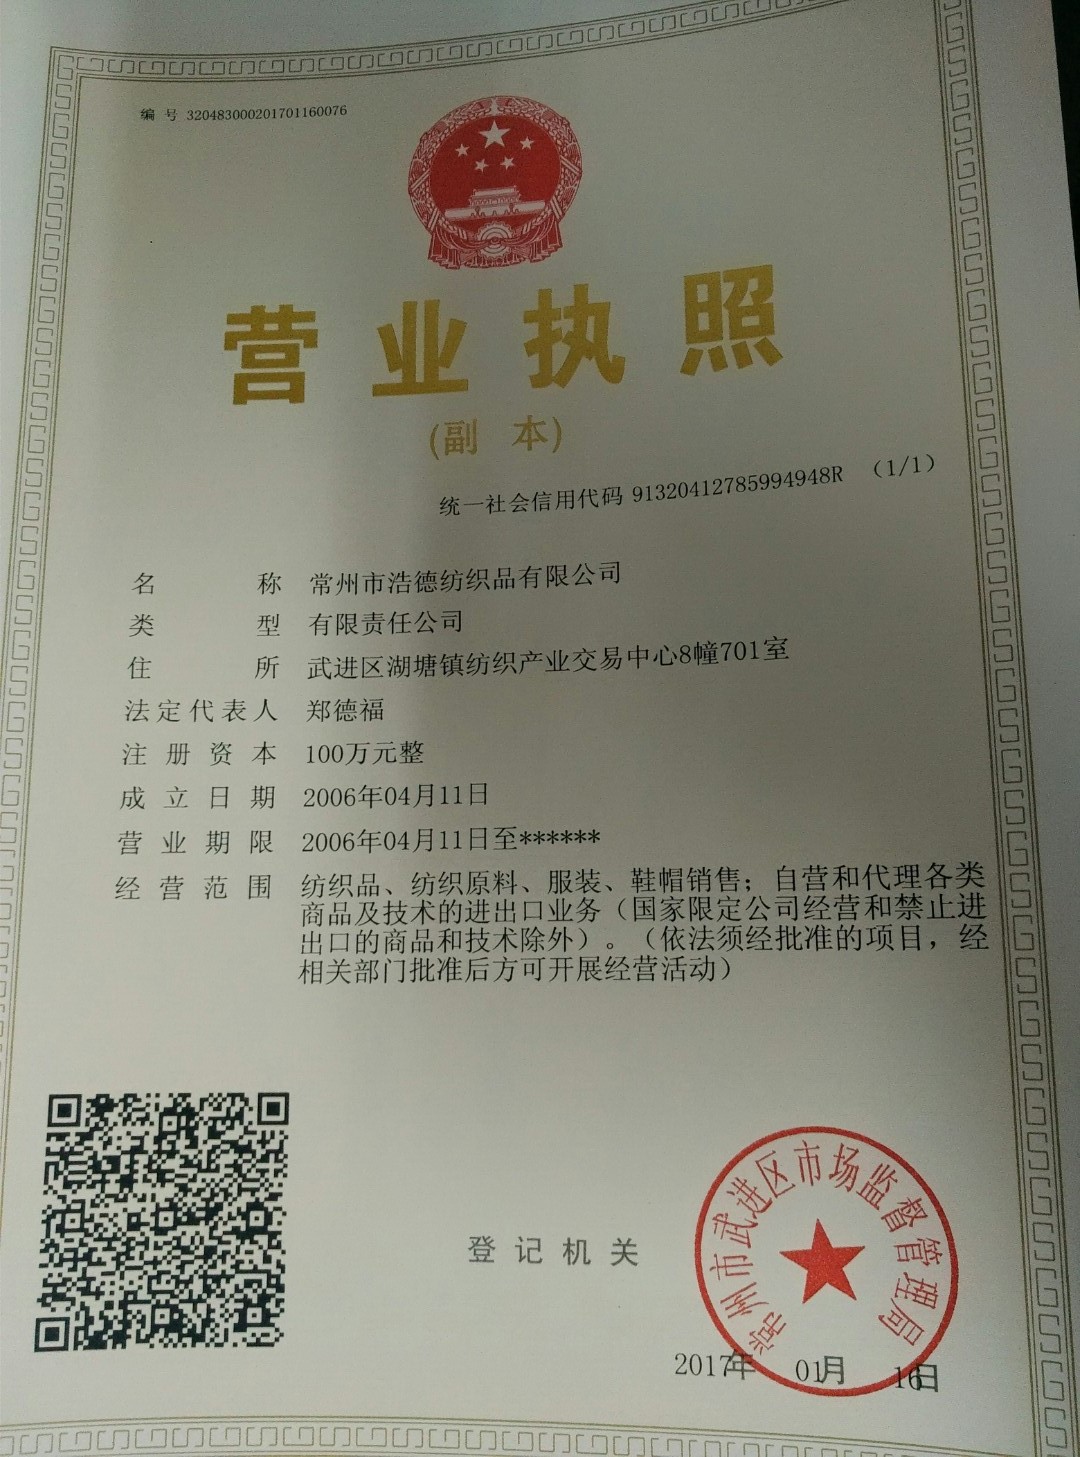 编 号 320483000201701160076
营业执照
(副 本)
统一社会信用代码 91320412785994948R （1/1）
名 称 常州市浩德纺织品有限公司
类 型 有限责任公司
住 所 武进区湖塘镇纺织产业交易中心8幢701室
法定代表人 郑德福
注册资本 100万元整
成立日期 2006年04月11日
营业期限 2006年04月11日至******
经营范围 纺织品、纺织原料、服装、鞋帽销售；自营和代理各类
商品及技术的进出口业务（国家限定公司经营和禁止进
出口的商品和技术除外）。（依法须经批准的项目，经
相关部门批准后方可开展经营活动）
登记机关
常州市武进区市场监督管理局
2017年 01月 16日